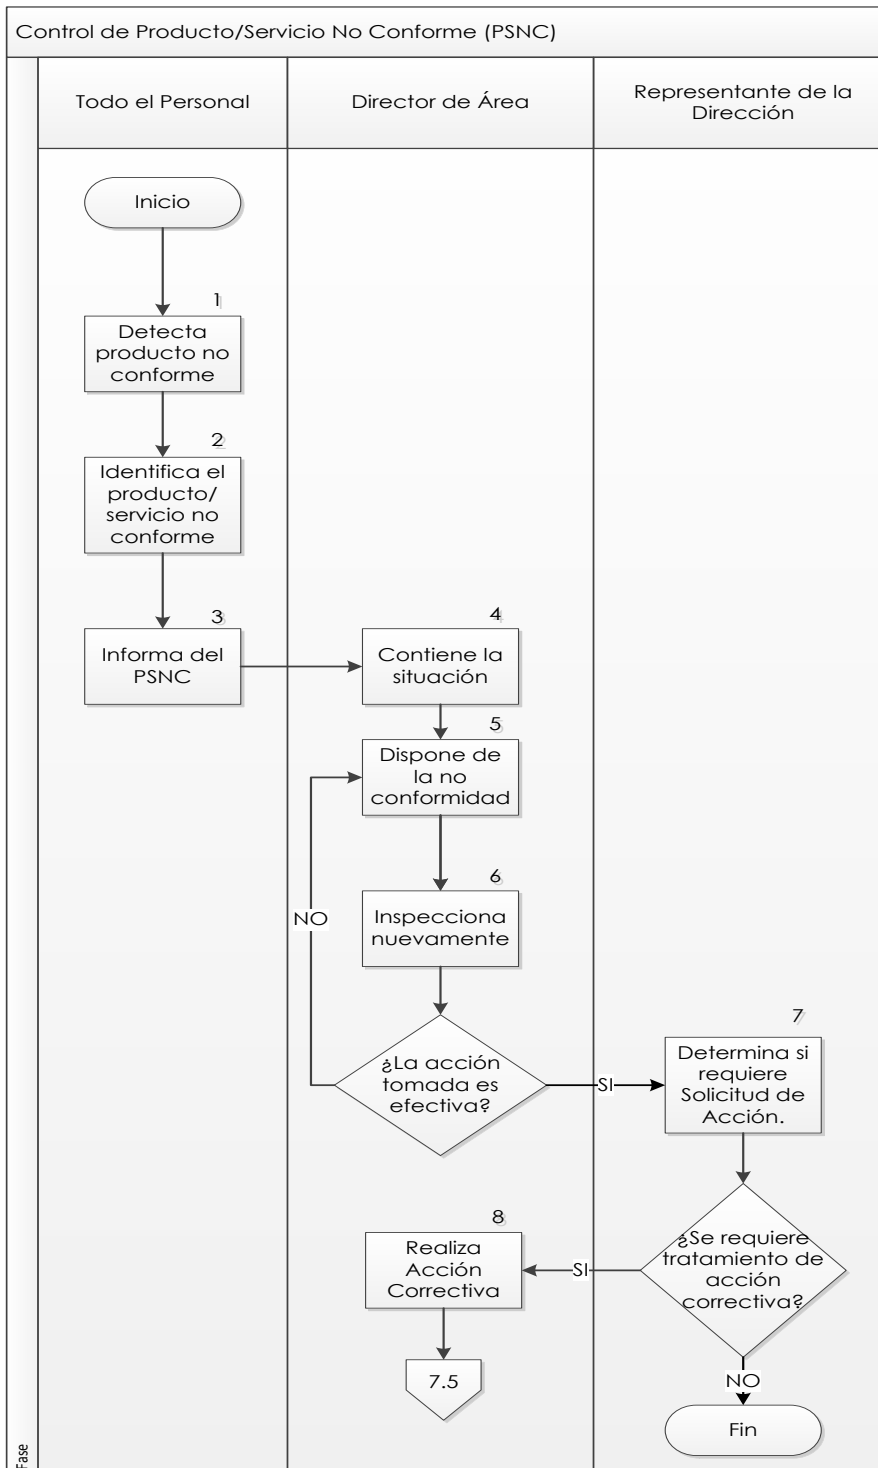 Control de Producto/Servicio No Conforme (PSNC)
Todo el Personal
Director de Área
Representante de la
Dirección
Inicio
1
Detecta
producto no
conforme
2
Identifica el
producto/
servicio no
conforme
3
Informa del
PSNC
4
Contiene la
situación
5
Dispone de
la no
conformidad
6
Inspecciona
nuevamente
NO
¿La acción
tomada es
efectiva?
SI
7
Determina si
requiere
Solicitud de
Acción.
¿Se requiere
tratamiento de
acción
correctiva?
SI
8
Realiza
Acción
Correctiva
7.5
NO
Fin
Fase